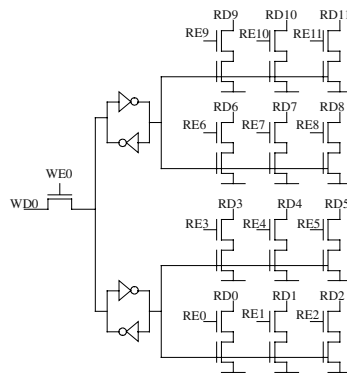 RD9 RD10 RD11
RE9 RE10 RE11
RD6 RD7 RD8
RE6 RE7 RE8
WE0
WD0
RD3 RD4 RD5
RE3 RE4 RE5
RD0 RD1 RD2
RE0 RE1 RE2